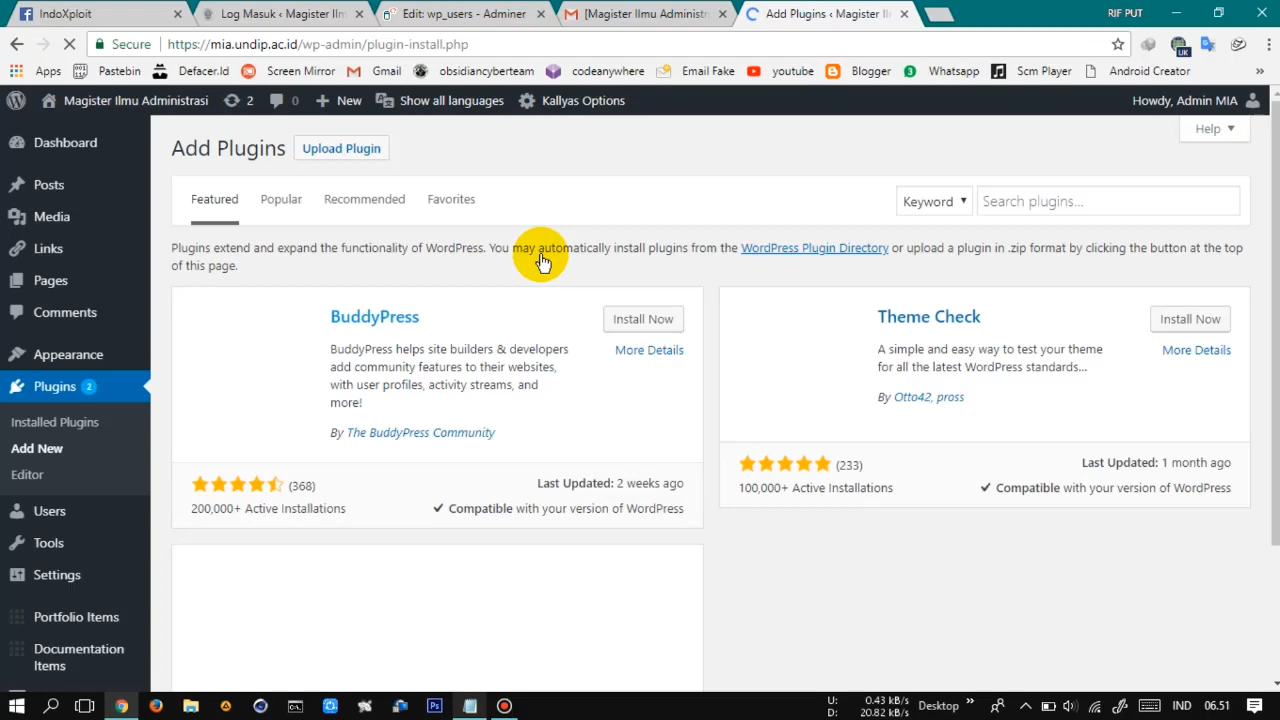 IndoXploit
Log Masuk ‹ Magister Ilm
Edit: wp_users - Adminer
[Magister Ilmu Administr
Add Plugins ‹ Magister Il
RIF PUT
Secure
https://mia.undip.ac.id/wp-admin/plugin-install.php
Apps
Pastebin
Defacer.Id
Screen Mirror
Gmail
obsidiancyberteam
codeanywhere
Email Fake
youtube
Blogger
Whatsapp
Scm Player
Android Creator
»
Magister Ilmu Administrasi
2
0
New
Show all languages
Kallyas Options
Howdy, Admin MIA
Dashboard
Posts
Media
Links
Pages
Comments
Appearance
Plugins 2
Installed Plugins
Add New
Editor
Users
Tools
Settings
Portfolio Items
Documentation
Items
Help
Add Plugins
Upload Plugin
Featured
Popular
Recommended
Favorites
Keyword
Search plugins...
Plugins extend and expand the functionality of WordPress. You may automatically install plugins from the WordPress Plugin Directory or upload a plugin in .zip format by clicking the button at the top
of this page.
BuddyPress
Install Now
More Details
BuddyPress helps site builders & developers
add community features to their websites,
with user profiles, activity streams, and
more!
By The BuddyPress Community
(368)
Last Updated: 2 weeks ago
200,000+ Active Installations
Compatible with your version of WordPress
Theme Check
Install Now
More Details
A simple and easy way to test your theme
for all the latest WordPress standards...
By Otto42, pross
(233)
Last Updated: 1 month ago
100,000+ Active Installations
Compatible with your version of WordPress
U: 0.43 kB/s
D: 20.82 kB/s
Desktop
»
IND
06.51